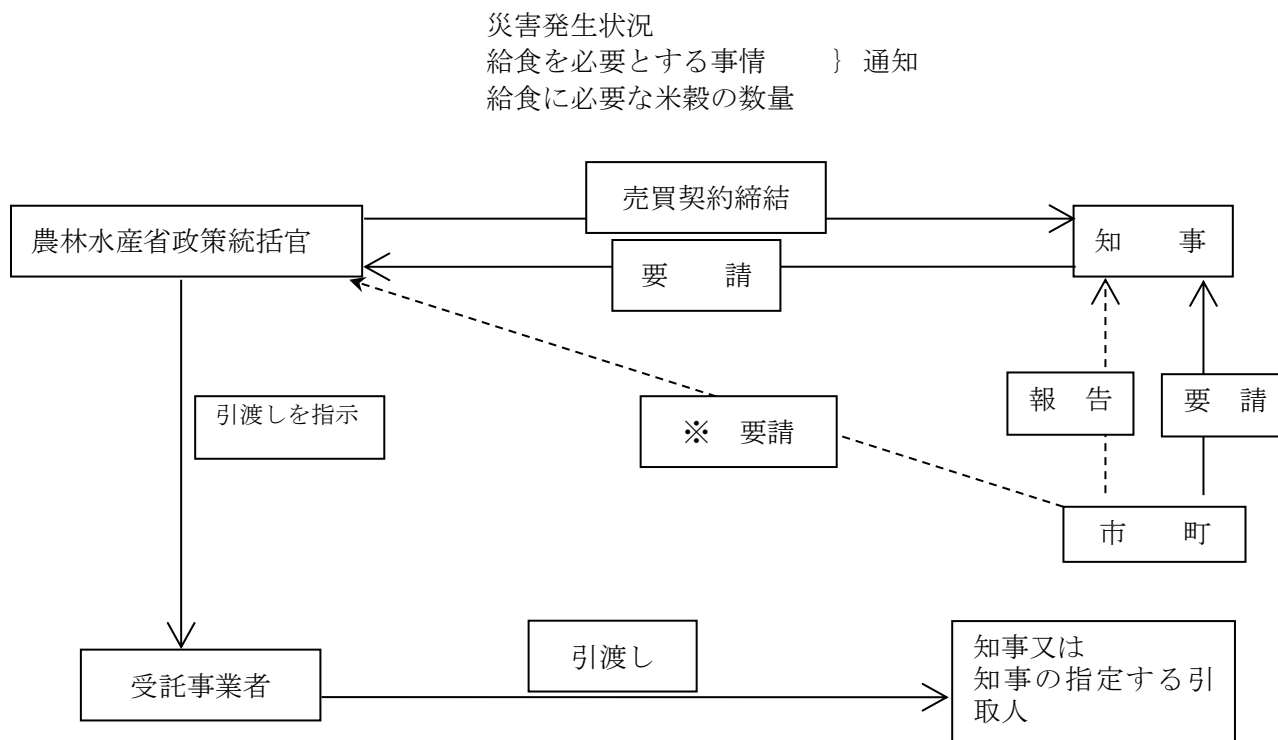 災害発生状況
給食を必要とする事情　　｝ 通知
給食に必要な米穀の数量
売買契約締結
農林水産省政策統括官
知　　事
要　　請
報　告
要　請
引渡しを指示
※　要請
市　　町
引渡し
知事又は
知事の指定する引
取人
受託事業者